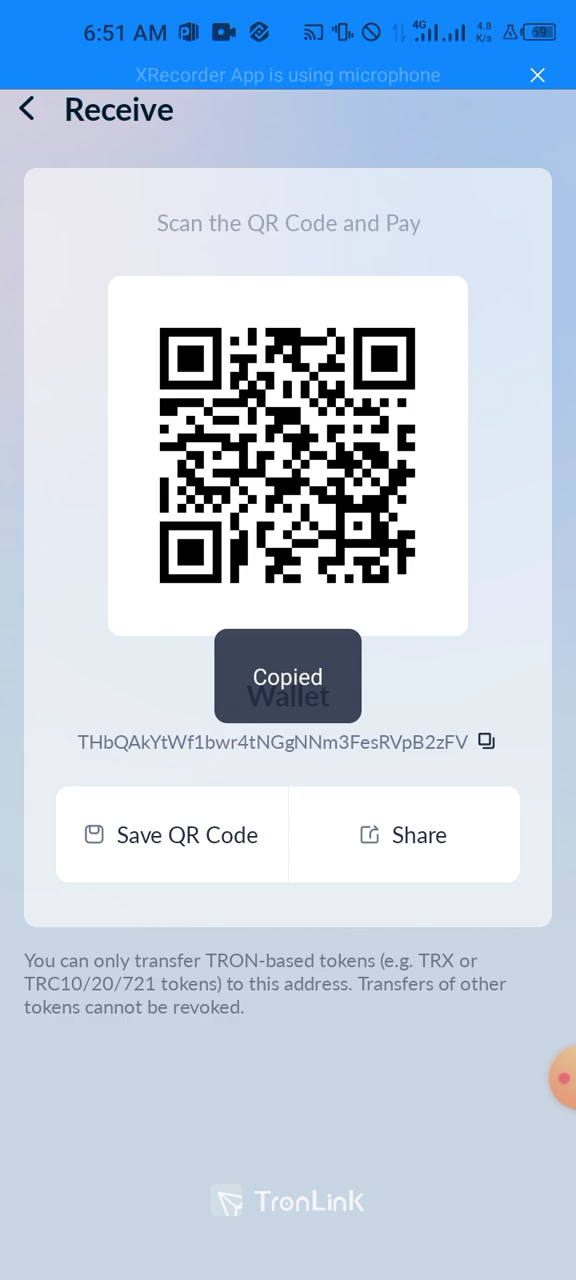 6:51 AM
4G
4.8
K/s
59
XRecorder App is using microphone
Receive
Scan the QR Code and Pay
Copied
Wallet
THbQAkYtWf1bwr4tNGgNNm3FesRVpB2zFV
Save QR Code
Share
You can only transfer TRON-based tokens (e.g. TRX or
TRC10/20/721 tokens) to this address. Transfers of other
tokens cannot be revoked.
TronLink